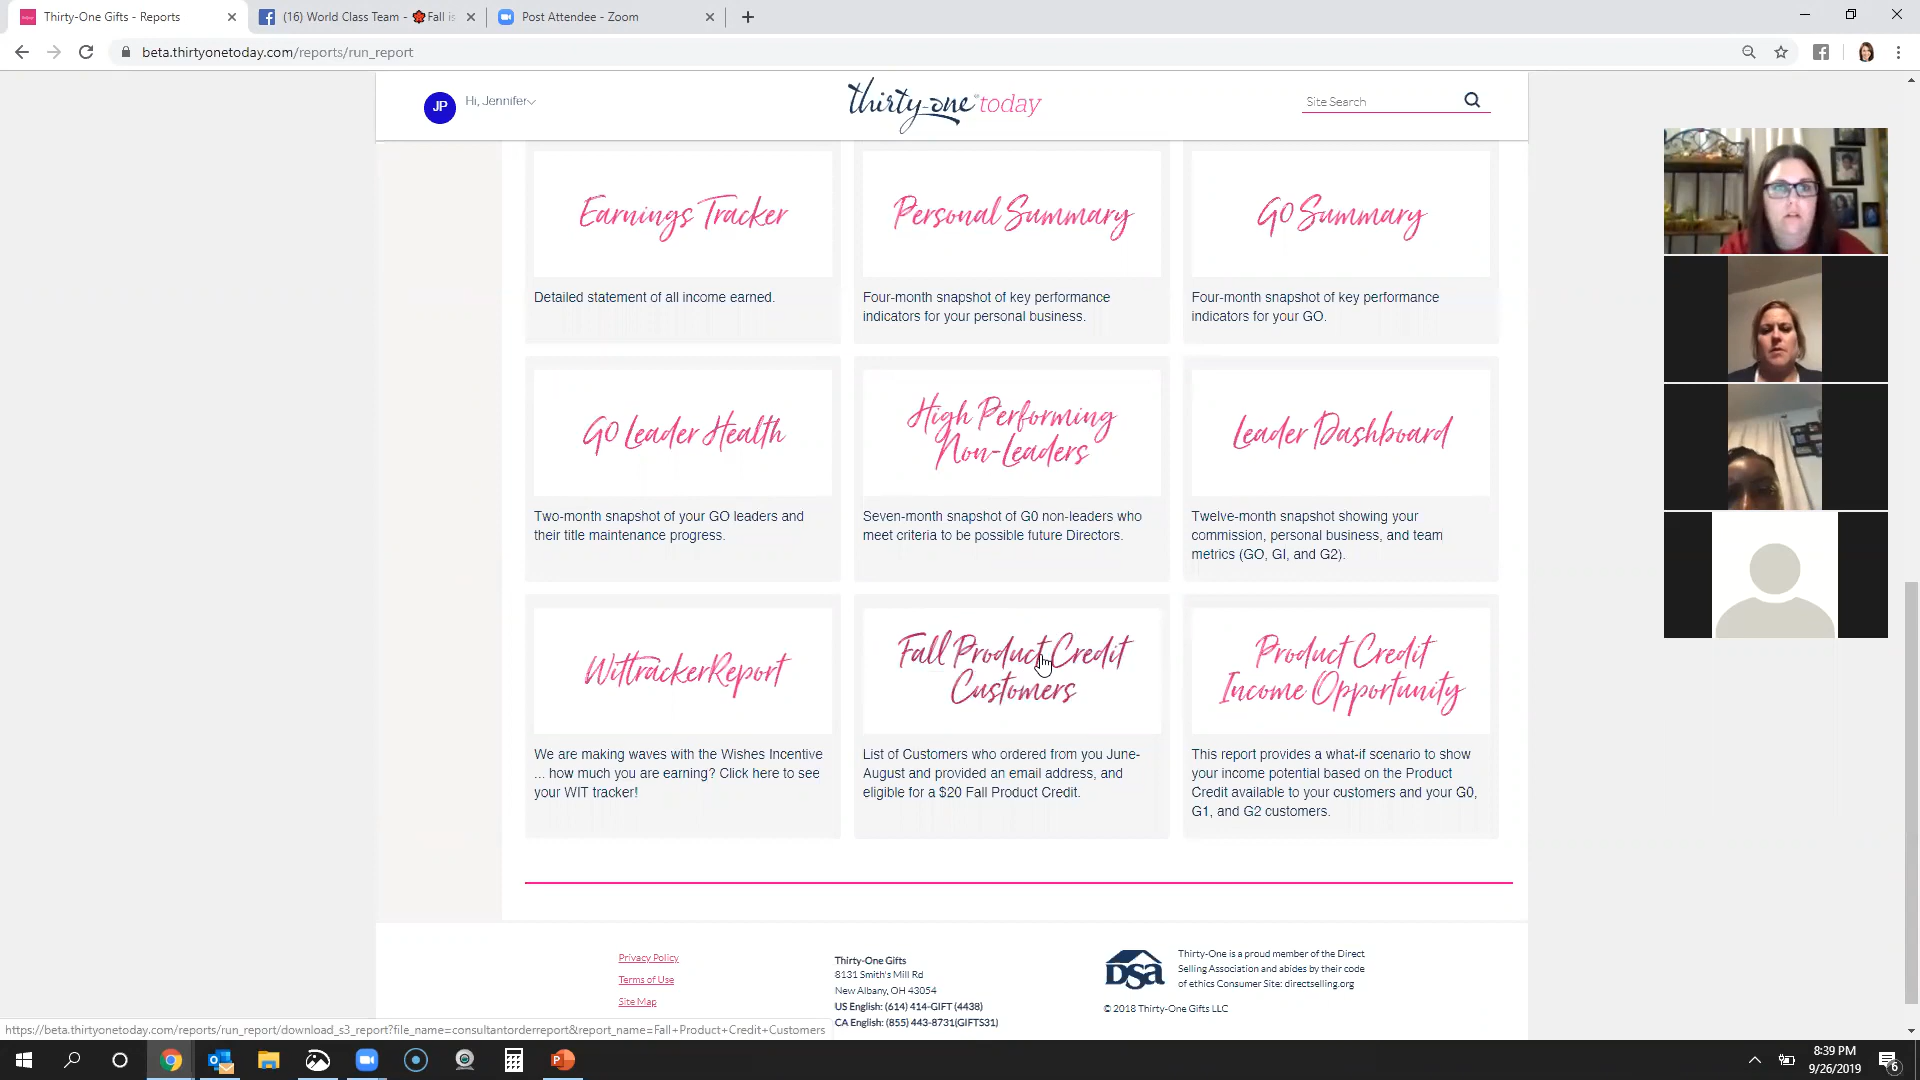 Thirty-One Gifts - Reports
(16) World Class Team - 🍁Fall is
Post Attendee - Zoom
beta.thirtyonetoday.com/reports/run_report
JP
Hi, Jennifer
thirty-one today
Site Search
Earnings Tracker
Detailed statement of all income earned.
Personal Summary
Four-month snapshot of key performance
indicators for your personal business.
GO Summary
Four-month snapshot of key performance
indicators for your GO.
GO Leader Health
Two-month snapshot of your GO leaders and
their title maintenance progress.
High Performing
Non-Leaders
Seven-month snapshot of G0 non-leaders who
meet criteria to be possible future Directors.
Leader Dashboard
Twelve-month snapshot showing your
commission, personal business, and team
metrics (GO, GI, and G2).
WittrackerReport
We are making waves with the Wishes Incentive
... how much you are earning? Click here to see
your WIT tracker!
Fall Product Credit
Customers
List of Customers who ordered from you June-
August and provided an email address, and
eligible for a $20 Fall Product Credit.
Product Credit
Income Opportunity
This report provides a what-if scenario to show
your income potential based on the Product
Credit available to your customers and your G0,
G1, and G2 customers.
Privacy Policy
Terms of Use
Site Map
Thirty-One Gifts
8131 Smith's Mill Rd
New Albany, OH 43054
US English: (614) 414-GIFT (4438)
CA English: (855) 443-8731(GIFTS31)
DSA
Thirty-One is a proud member of the Direct
Selling Association and abides by their code
of ethics Consumer Site: directselling.org
© 2018 Thirty-One Gifts LLC
https://beta.thirtyonetoday.com/reports/run_report/download_s3_report?file_name=consultantorderreport&report_name=Fall+Product+Credit+Customers
8:39 PM
9/26/2019
6